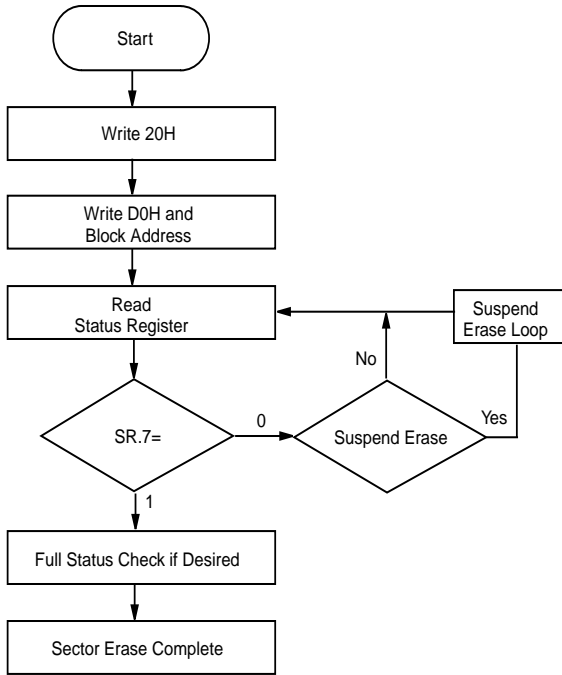 Start
Write 20H
Write D0H and
Block Address
Read
Status Register
Suspend
Erase Loop
No
Yes
SR.7=
0
Suspend Erase
1
Full Status Check if Desired
Sector Erase Complete